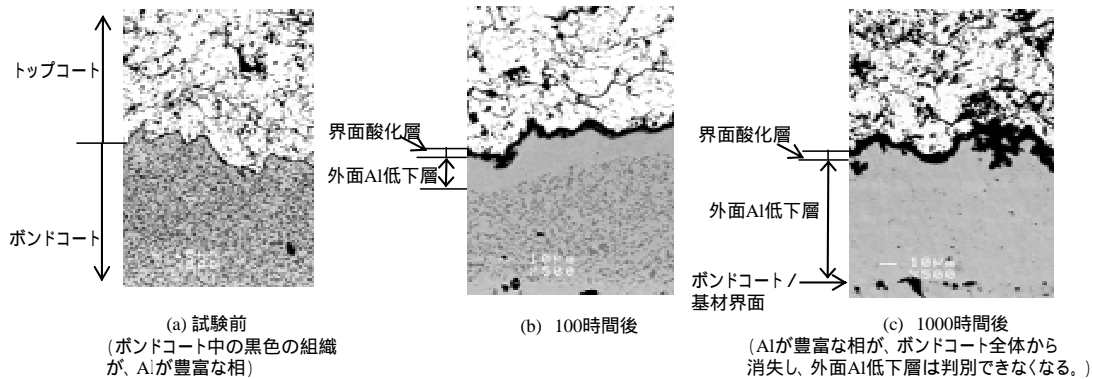 トップコート
ボンドコート
(a) 試験前
(ボンドコート中の黒色の組織
が、Alが豊富な相)
界面酸化層
外面Al低下層
10μm
×500
(b) 100時間後
界面酸化層
外面Al低下層
ボンドコート /
基材界面
10μm
×500
(c) 1000時間後
(Alが豊富な相が、ボンドコート全体から
消失し、外面Al低下層は判別できなくなる。)